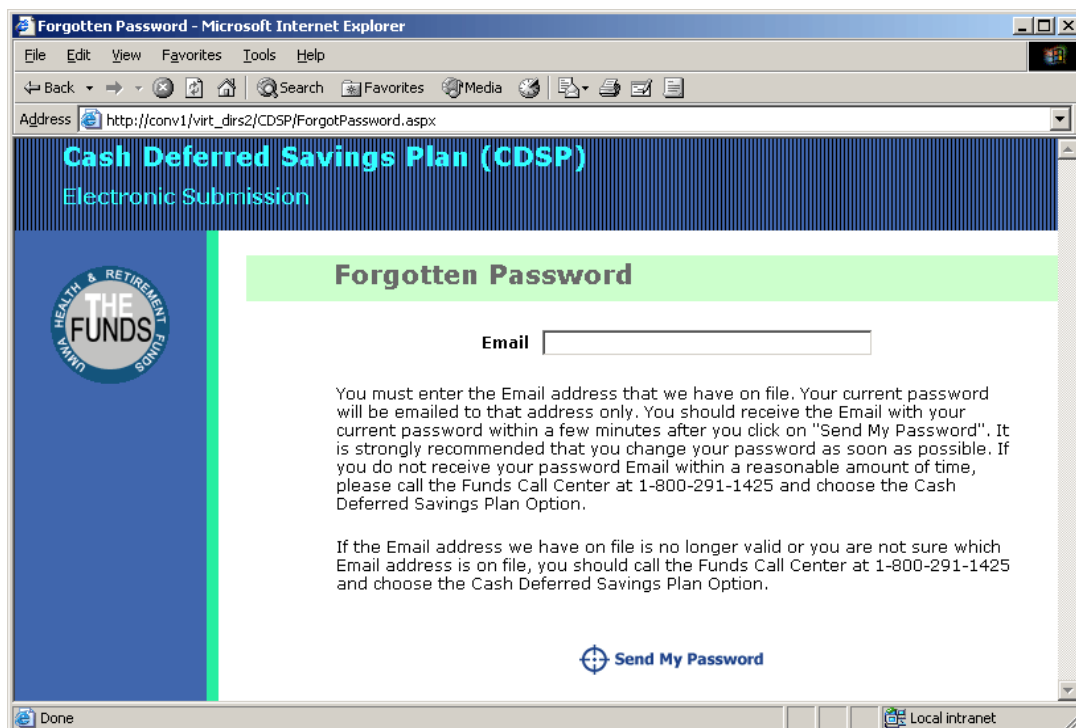 Forgotten Password - Microsoft Internet Explorer
File Edit View Favorites Tools Help
Back Search Favorites Media
Address http://conv1/virt_dirs2/CDSP/ForgotPassword.aspx
Cash Deferred Savings Plan (CDSP)
Electronic Submission
UMWA HEALTH & RETIREMENT FUNDS
THE
FUNDS
Forgotten Password
Email
You must enter the Email address that we have on file. Your current password
will be emailed to that address only. You should receive the Email with your
current password within a few minutes after you click on "Send My Password". It
is strongly recommended that you change your password as soon as possible. If
you do not receive your password Email within a reasonable amount of time,
please call the Funds Call Center at 1-800-291-1425 and choose the Cash
Deferred Savings Plan Option.
If the Email address we have on file is no longer valid or you are not sure which
Email address is on file, you should call the Funds Call Center at 1-800-291-1425
and choose the Cash Deferred Savings Plan Option.
Send My Password
Done Local intranet